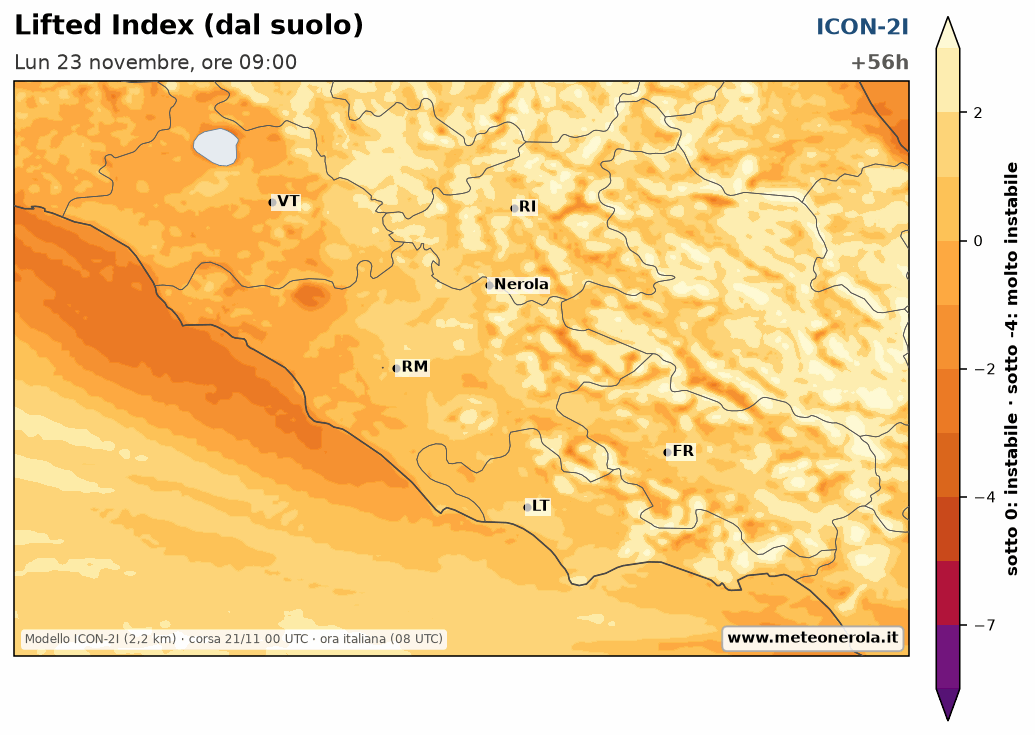 Lifted Index (dal suolo)
ICON-2I
Lun 23 novembre, ore 09:00
+56h
VT
RI
Nerola
RM
FR
LT
Modello ICON-2I (2,2 km) · corsa 21/11 00 UTC · ora italiana (08 UTC)
www.meteonerola.it
2
0
−2
−4
−7
sotto 0: instabile · sotto -4: molto instabile